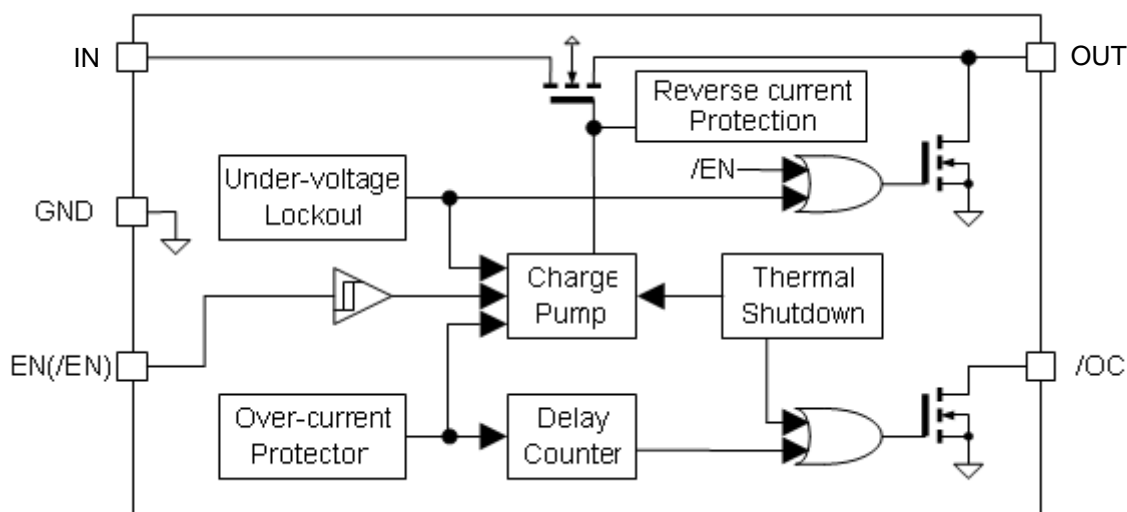 IN
OUT
Reverse current
Protection
/EN
Under-voltage
Lockout
GND
Charge
Pump
Thermal
Shutdown
EN(/EN)
/OC
Over-current
Protector
Delay
Counter